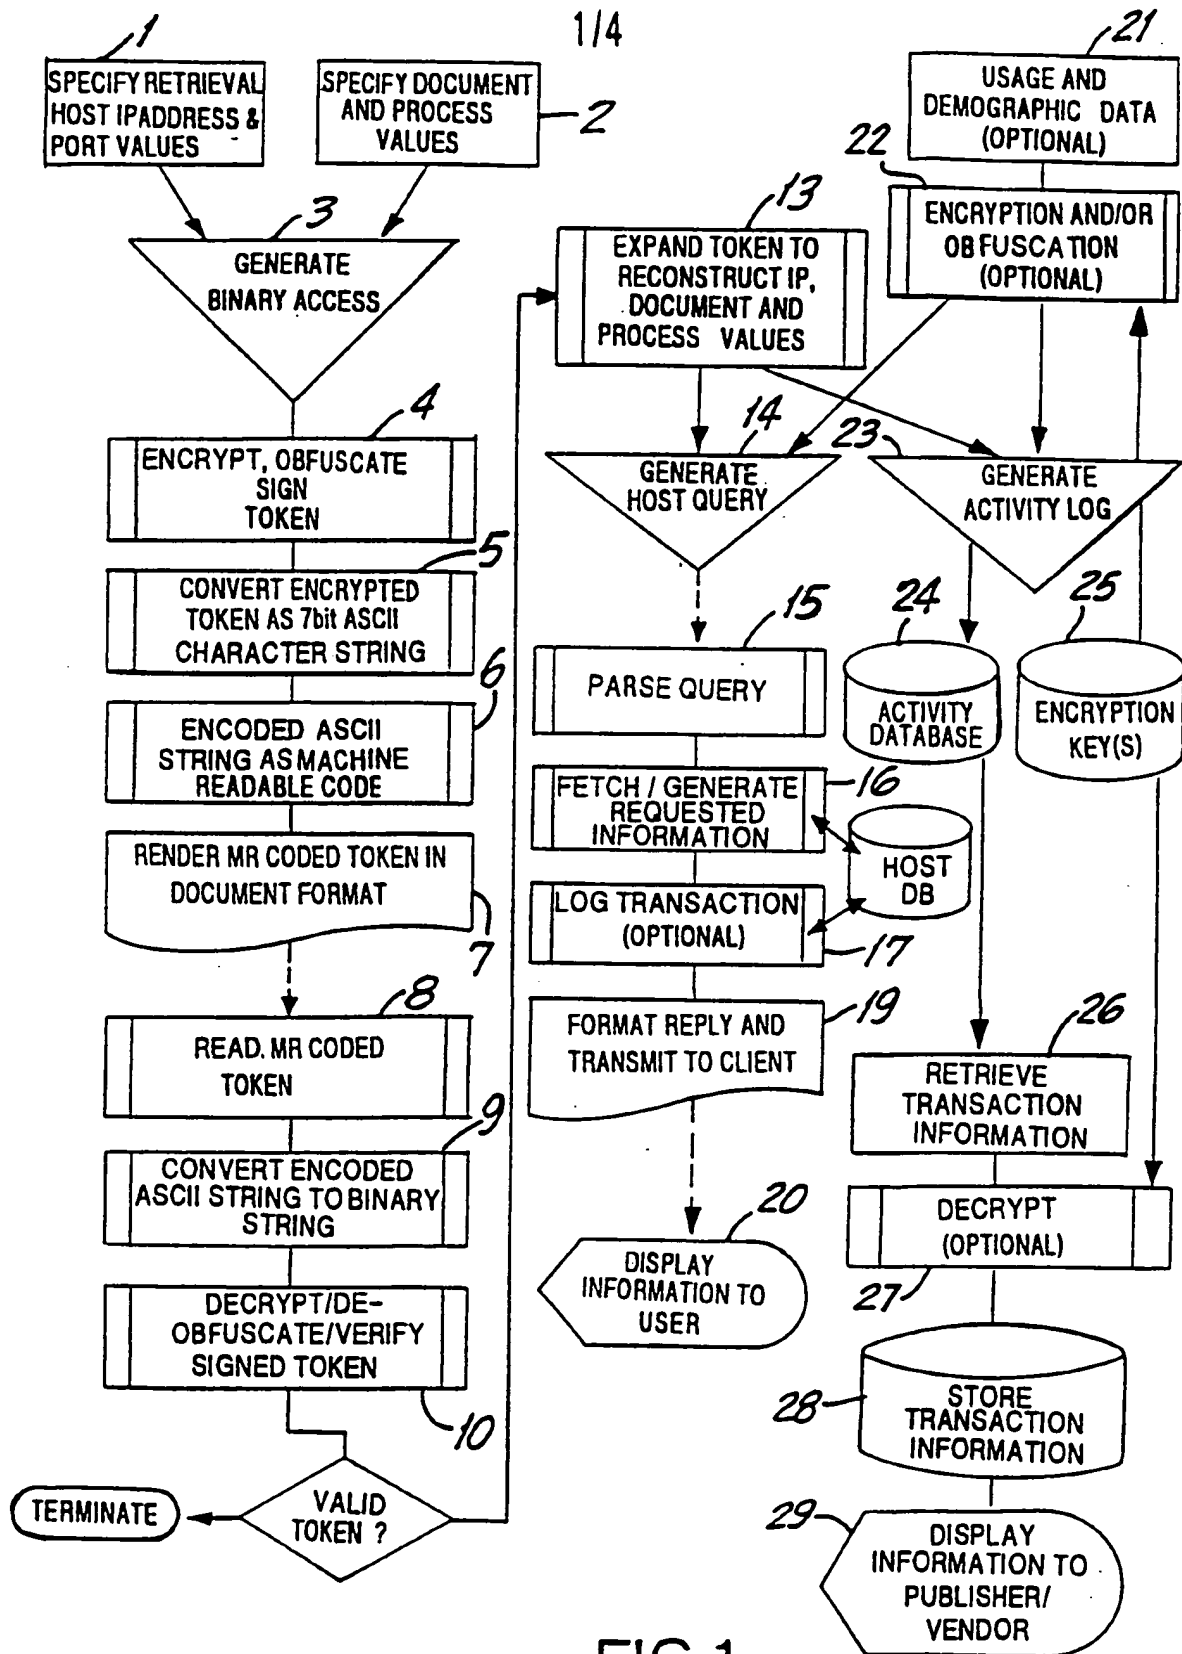 1/4
1
SPECIFY RETRIEVAL
HOST IPADDRESS &
PORT VALUES
SPECIFY DOCUMENT
AND PROCESS
VALUES
2
3
GENERATE
BINARY ACCESS
4
ENCRYPT, OBFUSCATE
SIGN
TOKEN
5
CONVERT ENCRYPTED
TOKEN AS 7bit ASCII
CHARACTER STRING
6
ENCODED ASCII
STRING AS MACHINE
READABLE CODE
RENDER MR CODED TOKEN IN
DOCUMENT FORMAT
7
8
READ. MR CODED
TOKEN
9
CONVERT ENCODED
ASCII STRING TO BINARY
STRING
DECRYPT/DE-
OBFUSCATE/VERIFY
SIGNED TOKEN
10
VALID
TOKEN ?
TERMINATE
13
EXPAND TOKEN TO
RECONSTRUCT IP,
DOCUMENT AND
PROCESS VALUES
14
GENERATE
HOST QUERY
15
PARSE QUERY
16
FETCH / GENERATE
REQUESTED
INFORMATION
HOST
DB
LOG TRANSACTION
(OPTIONAL)
17
19
FORMAT REPLY AND
TRANSMIT TO CLIENT
20
DISPLAY
INFORMATION TO
USER
21
USAGE AND
DEMOGRAPHIC DATA
(OPTIONAL)
22
ENCRYPTION AND/OR
OBFUSCATION
(OPTIONAL)
23
GENERATE
ACTIVITY LOG
24
ACTIVITY
DATABASE
25
ENCRYPTION
KEY(S)
26
RETRIEVE
TRANSACTION
INFORMATION
DECRYPT
(OPTIONAL)
27
28
STORE
TRANSACTION
INFORMATION
29
DISPLAY
INFORMATION TO
PUBLISHER/
VENDOR
FIG.1